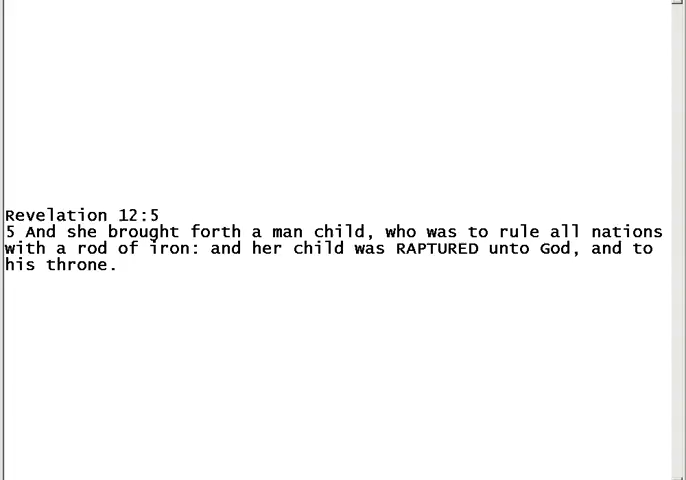 Revelation 12:5
5 And she brought forth a man child, who was to rule all nations
with a rod of iron: and her child was RAPTURED unto God, and to
his throne.